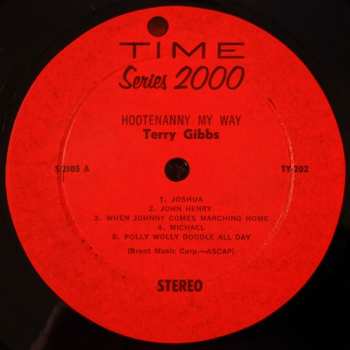 TIME
Series 2000
HOOTENANNY MY WAY
Terry Gibbs
S/2105 A TY-202
1. JOSHUA
2. JOHN HENRY
3. WHEN JOHNNY COMES MARCHING HOME
4. MICHAEL
5. POLLY WOLLY DOODLE ALL DAY
(Brent Music Corp.—ASCAP)
STEREO